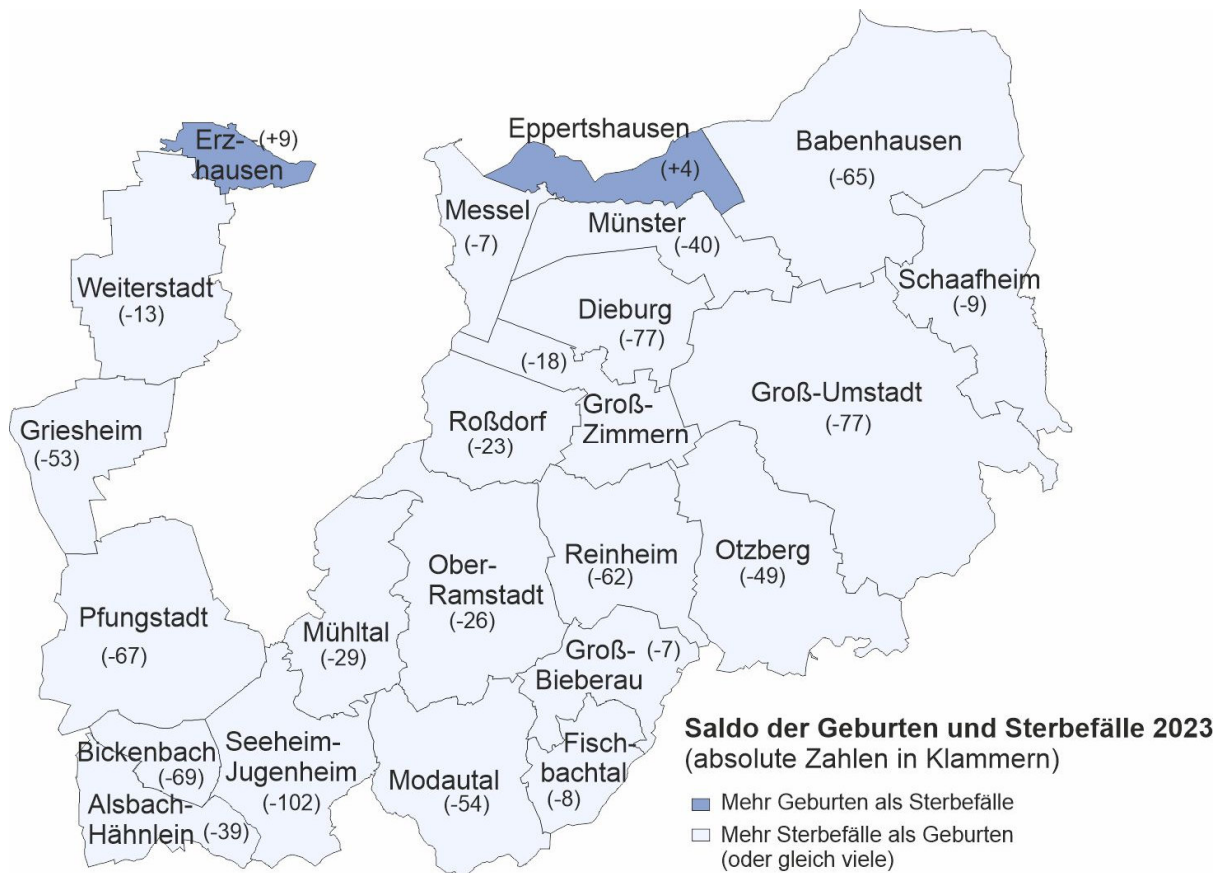 Erz-
(+9)
hausen
Eppertshausen
(+4)
Babenhausen
(-65)
Messel
(-7)
Münster
(-40)
Schaafheim
(-9)
Weiterstadt
(-13)
Dieburg
(-77)
(-18)
Groß-
Zimmern
Groß-Umstadt
(-77)
Griesheim
(-53)
Roßdorf
(-23)
Reinheim
(-62)
Otzberg
(-49)
Ober-
Ramstadt
(-26)
Pfungstadt
(-67)
Mühltal
(-29)
Groß-
(-7)
Bieberau
Bickenbach
(-69)
Seeheim-
Jugenheim
(-102)
Modautal
(-54)
Fisch-
bachtal
(-8)
Alsbach-
Hähnlein
(-39)
Saldo der Geburten und Sterbefälle 2023
(absolute Zahlen in Klammern)
Mehr Geburten als Sterbefälle
Mehr Sterbefälle als Geburten
(oder gleich viele)